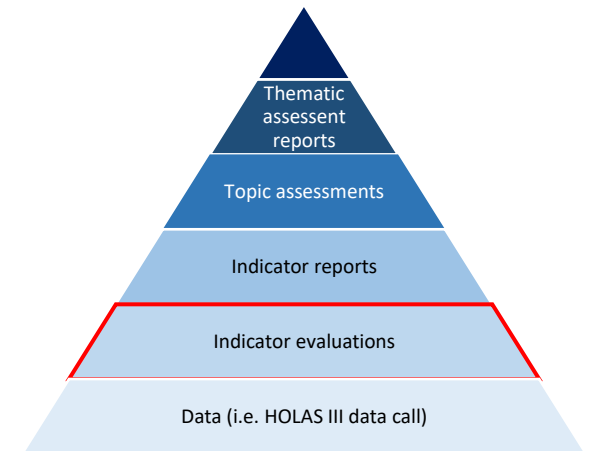 Thematic
assessent
reports
Topic assessments
Indicator reports
Indicator evaluations
Data (i.e. HOLAS III data call)